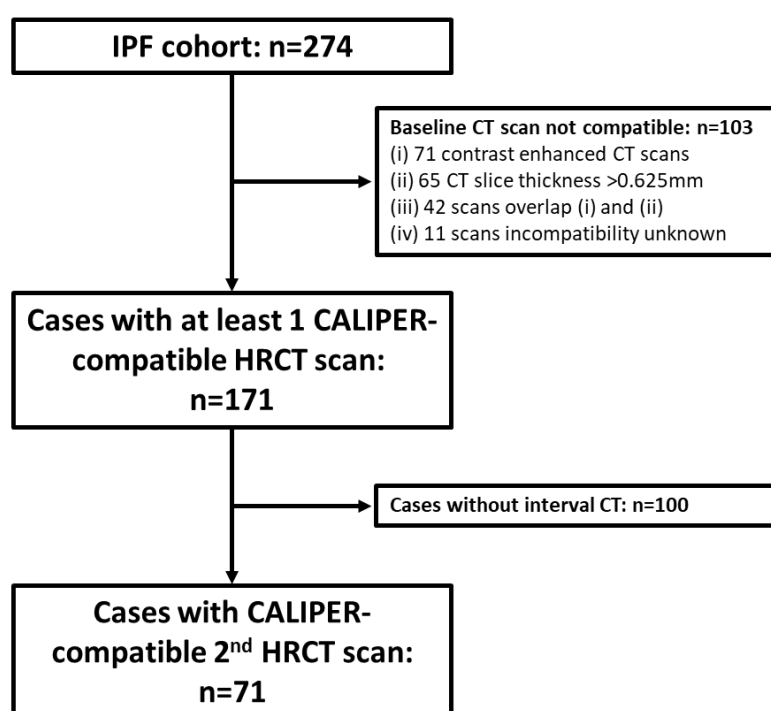 IPF cohort: n=274
Baseline CT scan not compatible: n=103
(i) 71 contrast enhanced CT scans
(ii) 65 CT slice thickness >0.625mm
(iii) 42 scans overlap (i) and (ii)
(iv) 11 scans incompatibility unknown
Cases with at least 1 CALIPER-
compatible HRCT scan:
n=171
Cases without interval CT: n=100
Cases with CALIPER-
compatible 2nd HRCT scan:
n=71